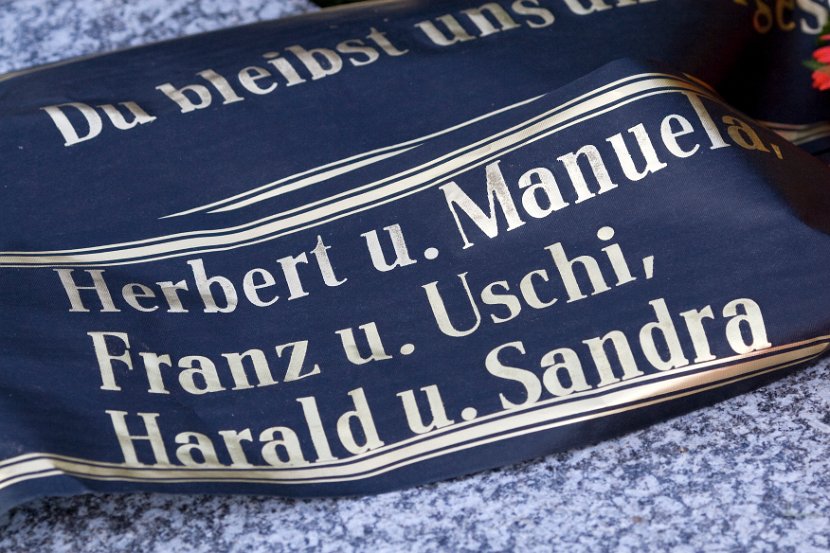 Du bleibst uns
Herbert u. Manuela,
Franz u. Uschi,
Harald u. Sandra